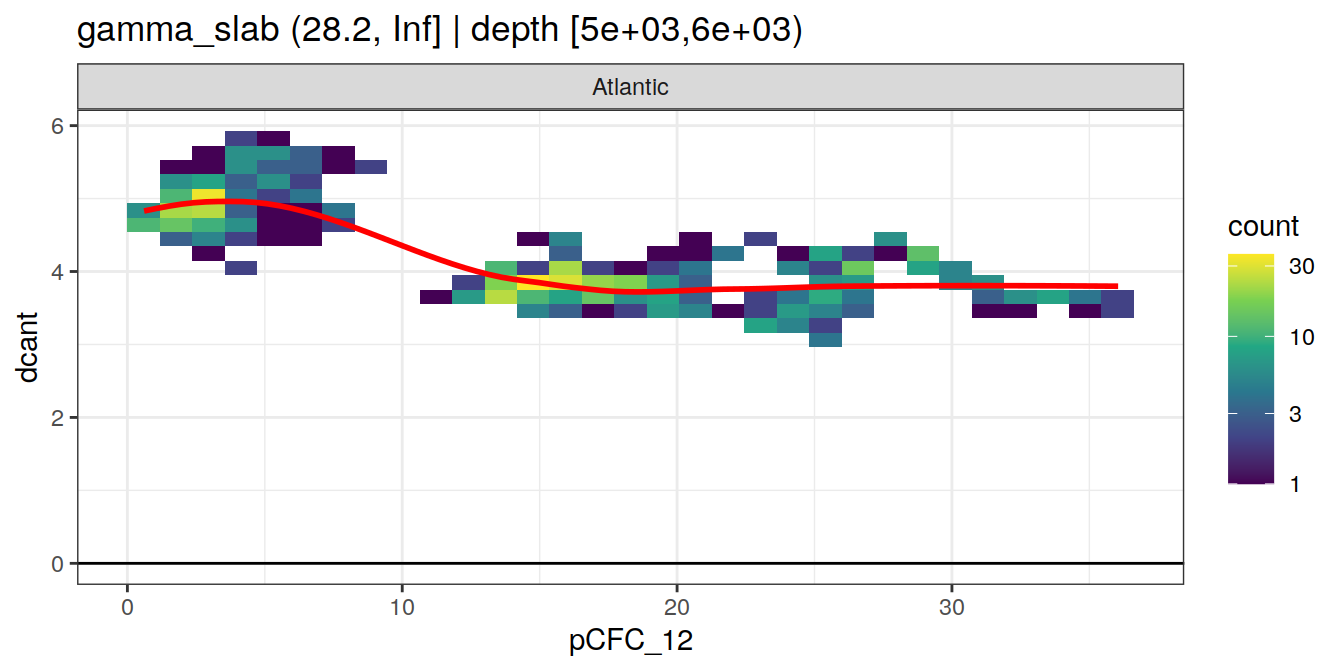 gamma_slab (28.2, Inf] | depth [5e+03,6e+03)
Atlantic
6
4
2
0
dcant
0 10 20 30
pCFC_12
count
30
10
3
1